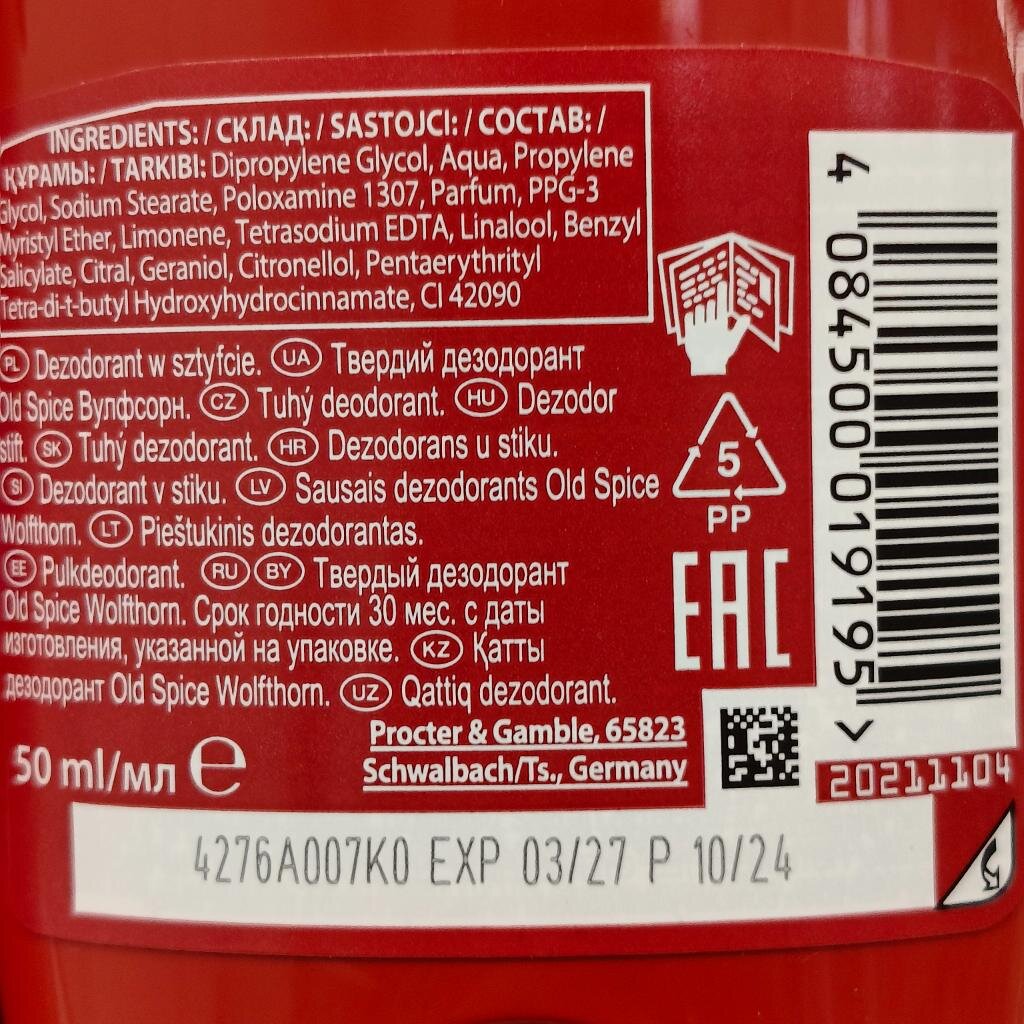 INGREDIENTS: / СКЛАД: / SASTOJCI: / СОСТАВ: /
ҚҰРАМЫ: / TARKIBI: Dipropylene Glycol, Aqua, Propylene
Glycol, Sodium Stearate, Poloxamine 1307, Parfum, PPG-3
Myristyl Ether, Limonene, Tetrasodium EDTA, Linalool, Benzyl
Salicylate, Citral, Geraniol, Citronellol, Pentaerythrityl
Tetra-di-t-butyl Hydroxyhydrocinnamate, CI 42090
PL Dezodorant w sztyfcie. UA Твердий дезодорант
Old Spice Вулфсорн. CZ Tuhý deodorant. HU Dezodor
stift. SK Tuhý dezodorant. HR Dezodorans u stiku.
SI Dezodorant v stiku. LV Sausais dezodorants Old Spice
Wolfthorn. LT Pieštukinis dezodorantas.
EE Pulkdeodorant. RU BY Твердый дезодорант
Old Spice Wolfthorn. Срок годности 30 мес. с даты
изготовления, указанной на упаковке. KZ Қатты
дезодорант Old Spice Wolfthorn. UZ Qattiq dezodorant.
Procter & Gamble, 65823
Schwalbach/Ts., Germany
50 ml/мл e
5
PP
EAC
4 084500 019195 >
20211104
4276A007K0 EXP 03/27 P 10/24